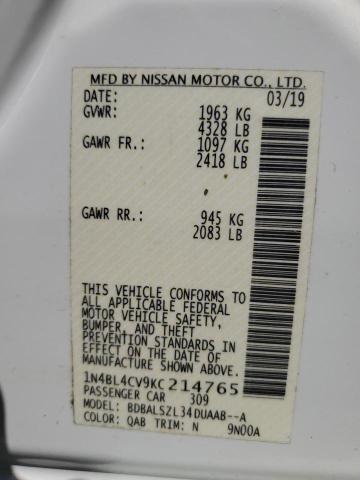 MFD BY NISSAN MOTOR CO., LTD.
DATE: 03/19
GVWR: 1963 KG
4328 LB
GAWR FR.: 1097 KG
2418 LB
GAWR RR.: 945 KG
2083 LB
THIS VEHICLE CONFORMS TO
ALL APPLICABLE FEDERAL
MOTOR VEHICLE SAFETY,
BUMPER, AND THEFT
PREVENTION STANDARDS IN
EFFECT ON THE DATE OF
MANUFACTURE SHOWN ABOVE.
1N4BL4CV9KC214765
PASSENGER CAR 309
MODEL: BDBALSZL34DUAAB--A
COLOR: QAB TRIM: N 9N00A